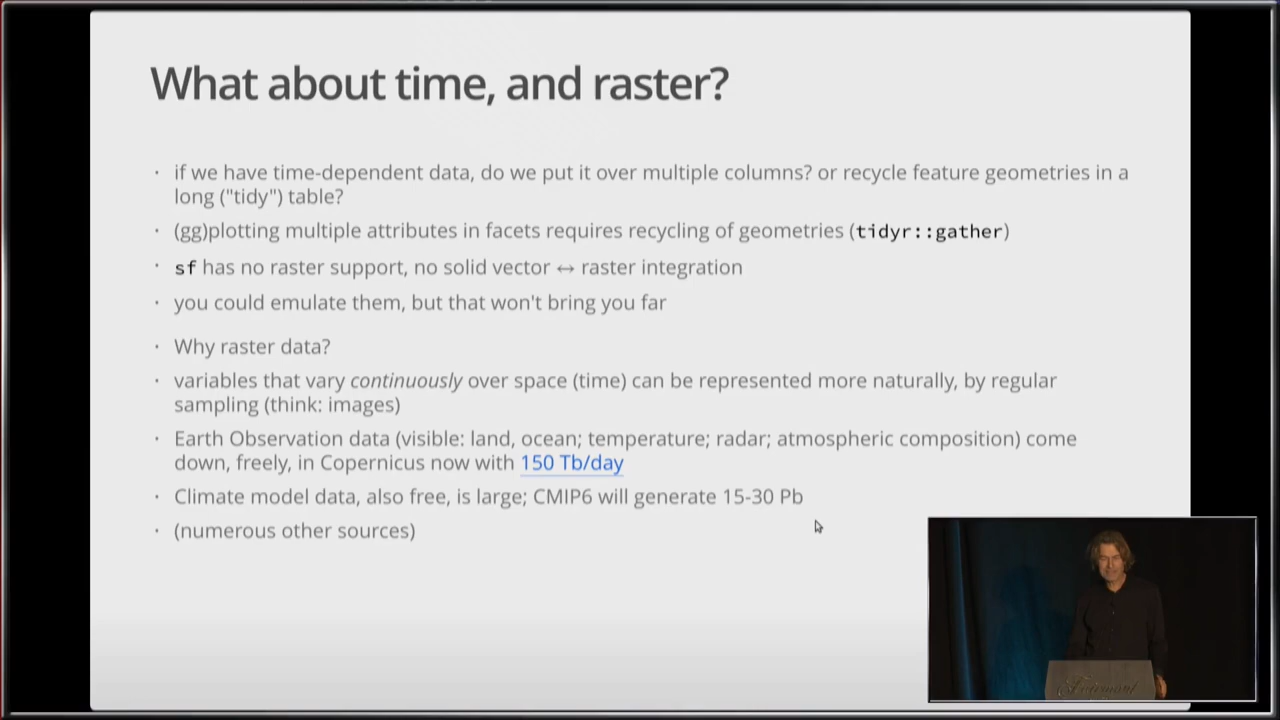 What about time, and raster?
· if we have time-dependent data, do we put it over multiple columns? or recycle feature geometries in a
long ("tidy") table?
· (gg)plotting multiple attributes in facets requires recycling of geometries (tidyr::gather)
· sf has no raster support, no solid vector ↔ raster integration
· you could emulate them, but that won't bring you far
· Why raster data?
· variables that vary continuously over space (time) can be represented more naturally, by regular
sampling (think: images)
· Earth Observation data (visible: land, ocean; temperature; radar; atmospheric composition) come
down, freely, in Copernicus now with 150 Tb/day
· Climate model data, also free, is large; CMIP6 will generate 15-30 Pb
· (numerous other sources)
Fairmont